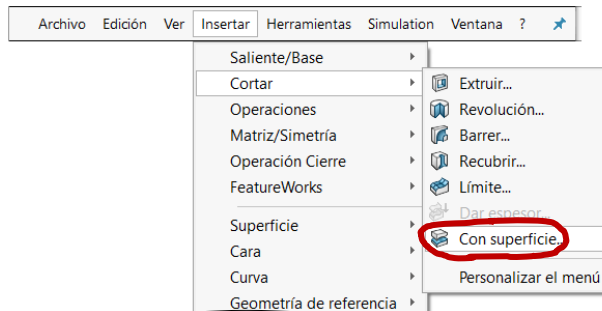 Archivo Edición Ver Insertar Herramientas Simulation Ventana ?
Saliente/Base
Cortar
Operaciones
Matriz/Simetría
Operación Cierre
FeatureWorks
Superficie
Cara
Curva
Geometría de referencia
Extruir...
Revolución...
Barrer...
Recubrir...
Límite...
Dar espesor...
Con superficie...
Personalizar el menú